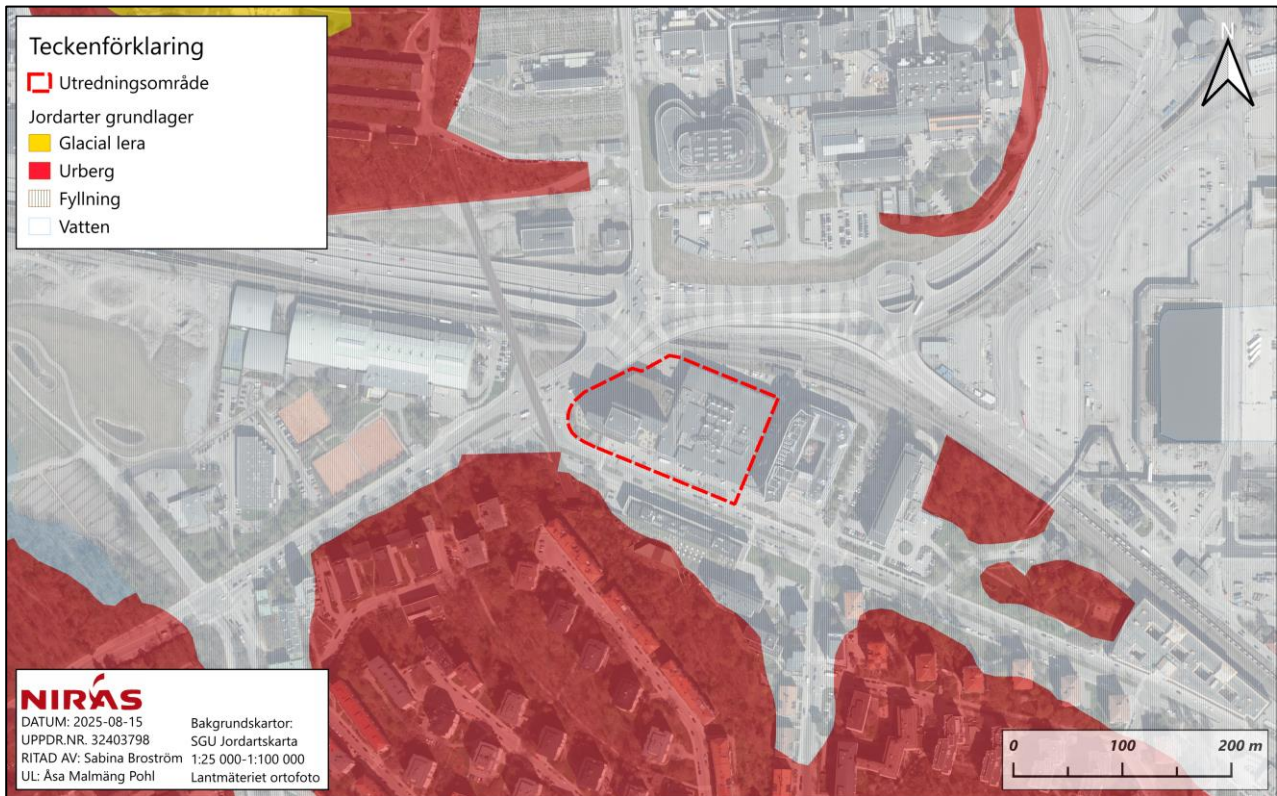 Teckenförklaring
Utredningsområde
Jordarter grundlager
Glacial lera
Urberg
Fyllning
Vatten
N
NIRAS
DATUM: 2025-08-15
UPPDR.NR. 32403798
RITAD AV: Sabina Broström
UL: Åsa Malmäng Pohl
Bakgrundskartor:
SGU Jordartskarta
1:25 000-1:100 000
Lantmäteriet ortofoto
0 100 200 m